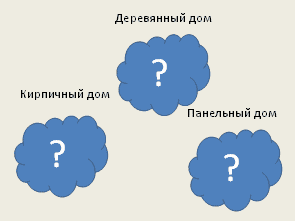 Деревянный дом
?
Кирпичный дом
?
Панельный дом
?